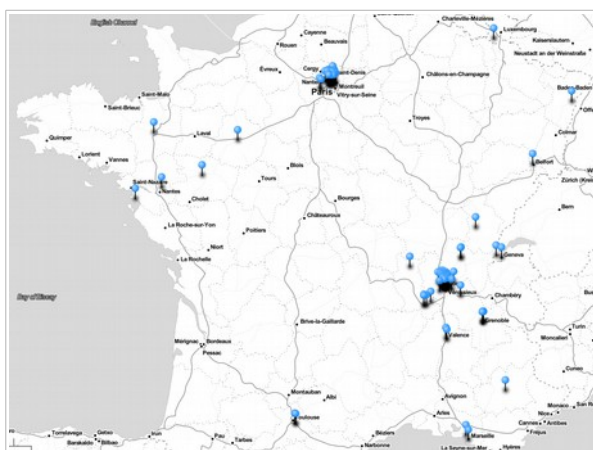 English Channel
Charleville-Mézières
Luxembourg
Cayenne
Beauvais
Kaiserslautern
Rouen
Neustadt an der Weinstraße
Cergy
Saint-Denis
Évreux
Châlons-en-Champagne
Baden-Baden
Montreuil
Paris
Vitry-sur-Seine
Saint-Malo
Saint-Brieuc
Troyes
Quimper
Laval
Colmar
Lorient
Vannes
Blois
Belfort
Tours
Zürich (Kre
Saint-Nazaire
Nantes
Cholet
Bourges
Bern
Châteauroux
La Roche-sur-Yon
Poitiers
Niort
Geneva
La Rochelle
Bay of Biscay
Chambéry
Brive-la-Gaillarde
Grenoble
Turin
Valence
Moncalieri
Mérignac
Bordeaux
Pessac
Cuneo
Montauban
Albi
Avignon
Monaco
San R
Toulouse
Arles
Nice
Cannes
Antibes
Torrelavega
Getxo
Irun
Pau
Tarbes
Béziers
Marseille
Fréjus
Barakaldo
Bilbao
Narbonne
La Seyne-sur-Mer
Hyères